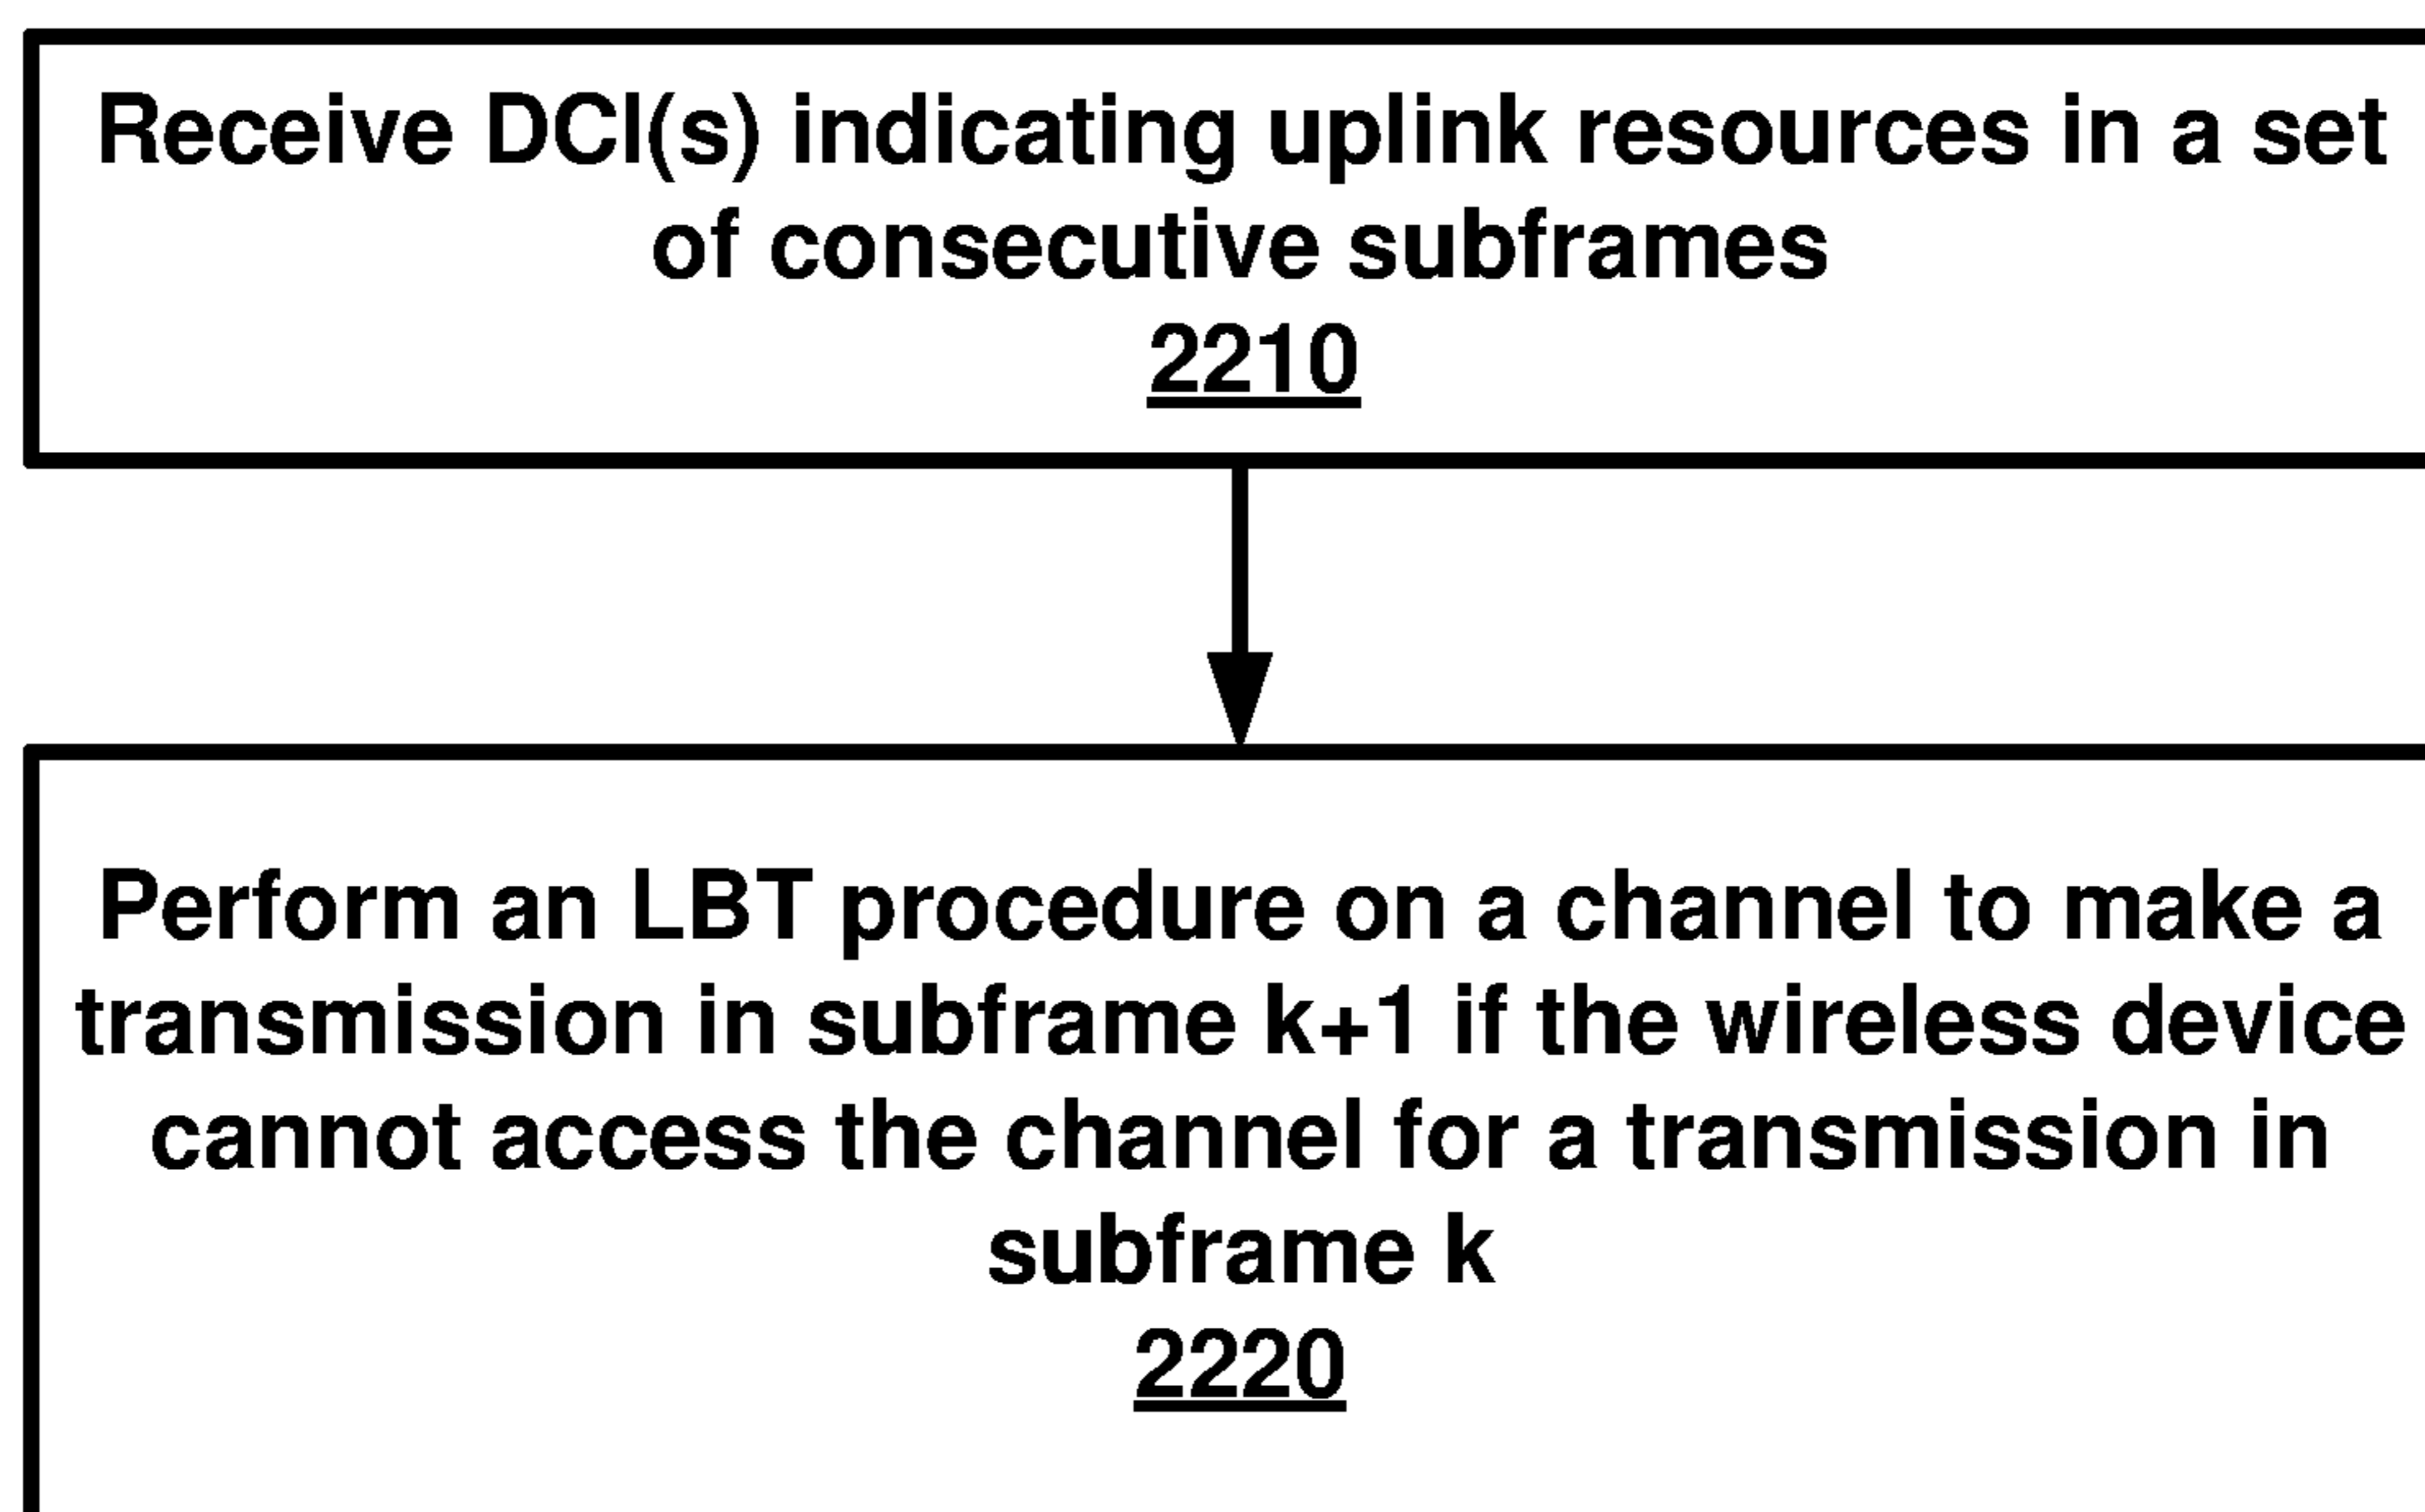 Receive DCI(s) indicating uplink resources in a set
of consecutive subframes
2210
Perform an LBT procedure on a channel to make a
transmission in subframe k+1 if the wireless device
cannot access the channel for a transmission in
subframe k
2220